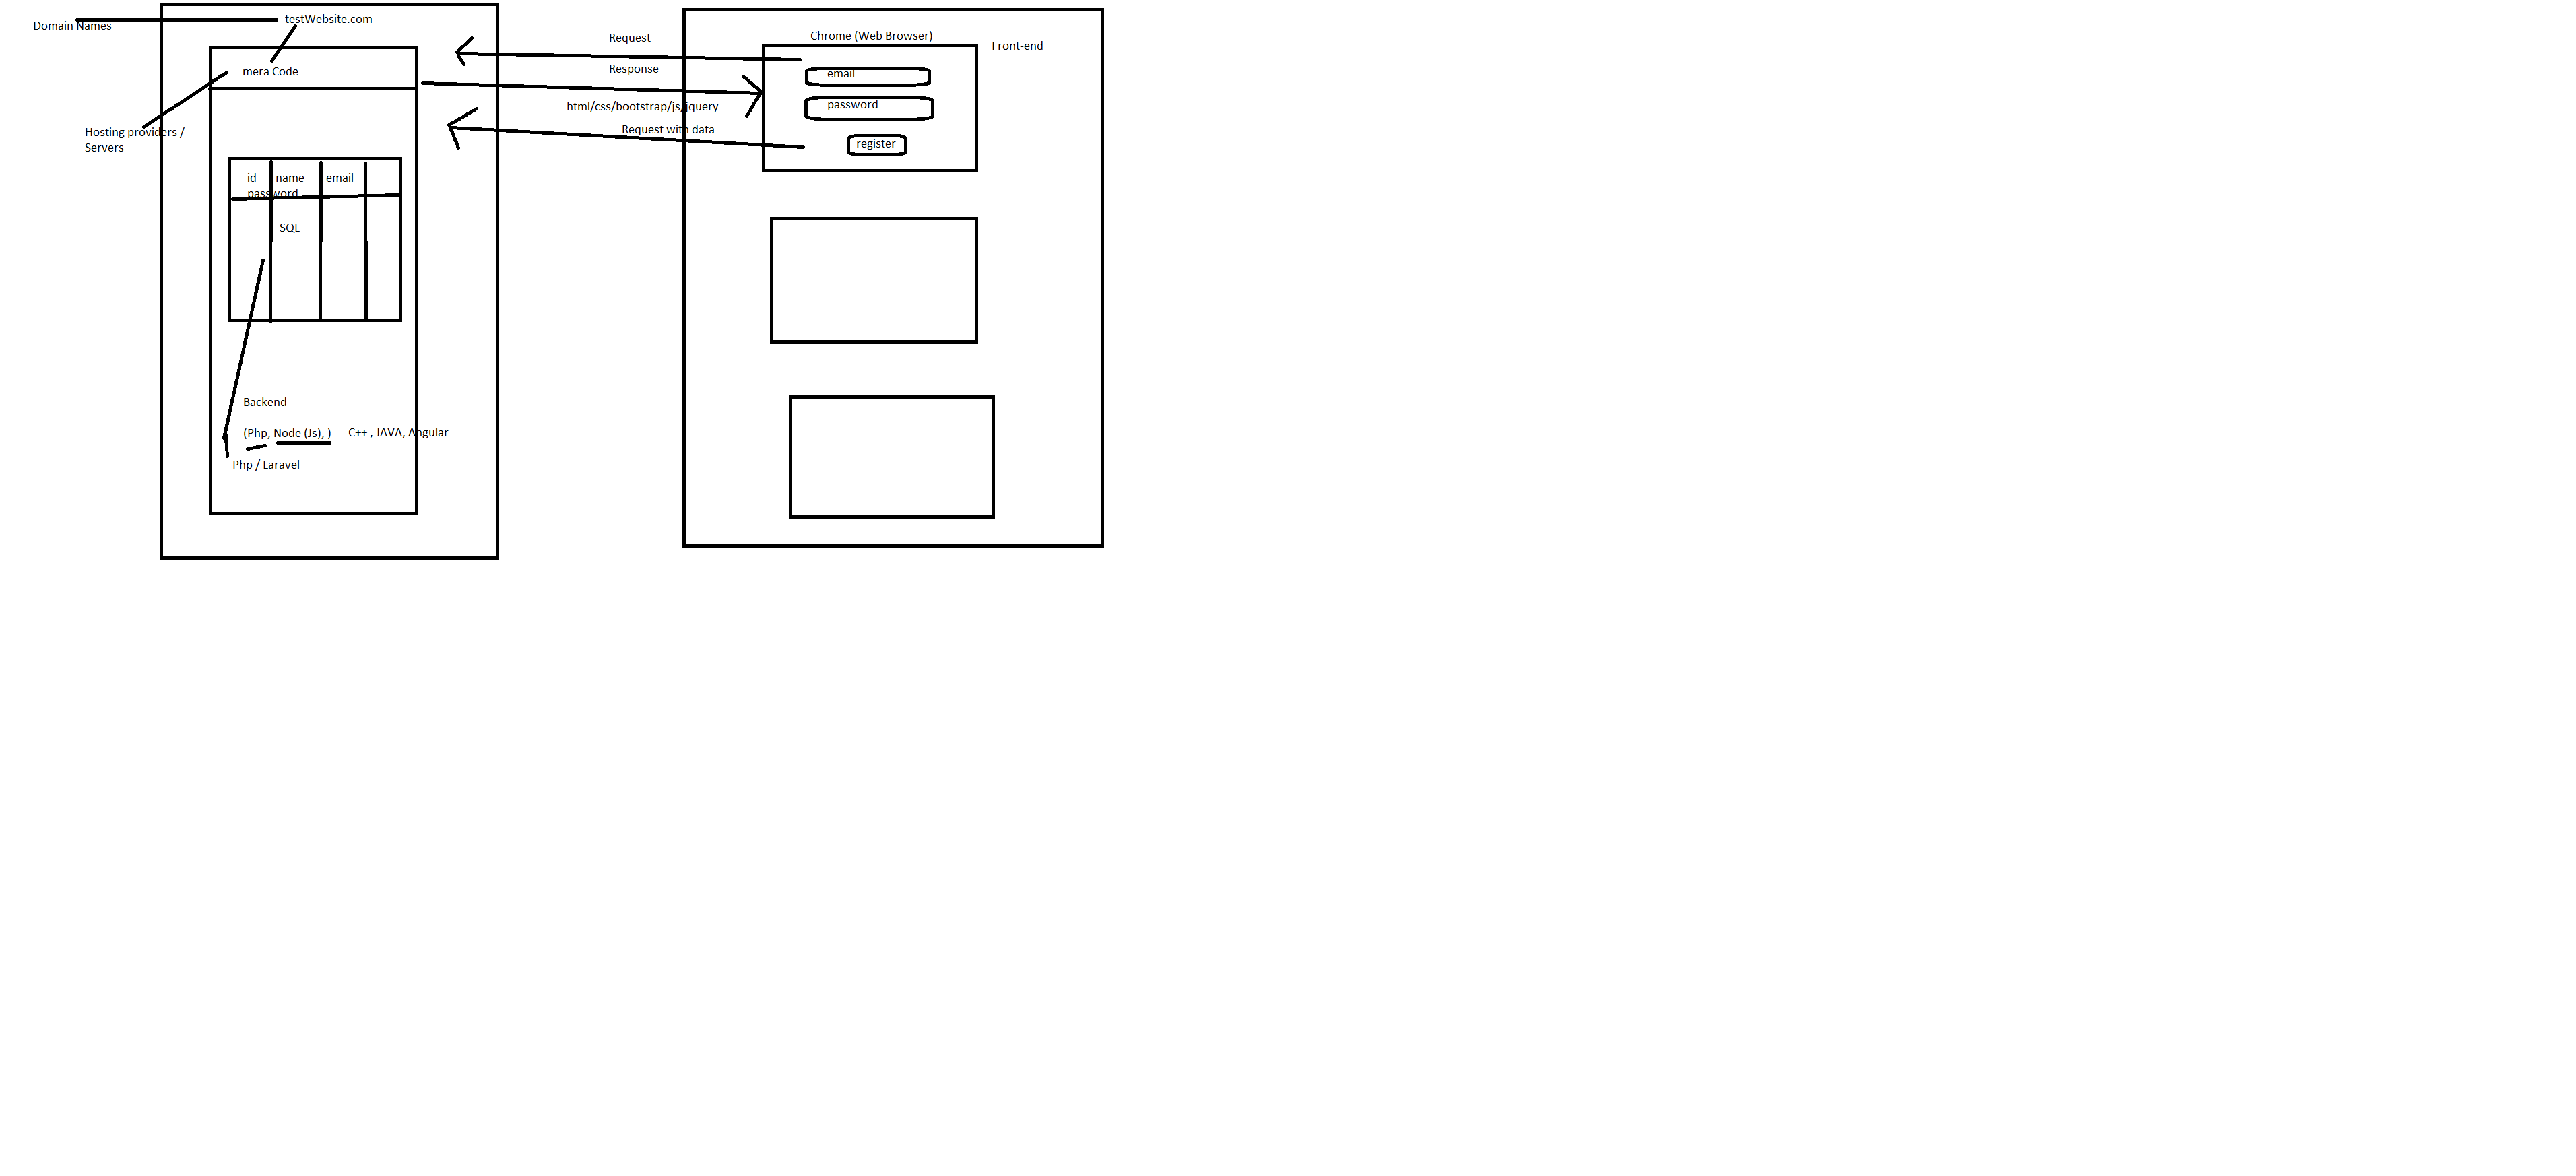 Domain Names
testWebsite.com
mera Code
Hosting providers /
Servers
id name email
password
SQL
Backend
(Php, Node (Js), ) C++ , JAVA, Angular
Php / Laravel
Request
Response
html/css/bootstrap/js/jquery
Request with data
Chrome (Web Browser)
Front-end
email
password
register